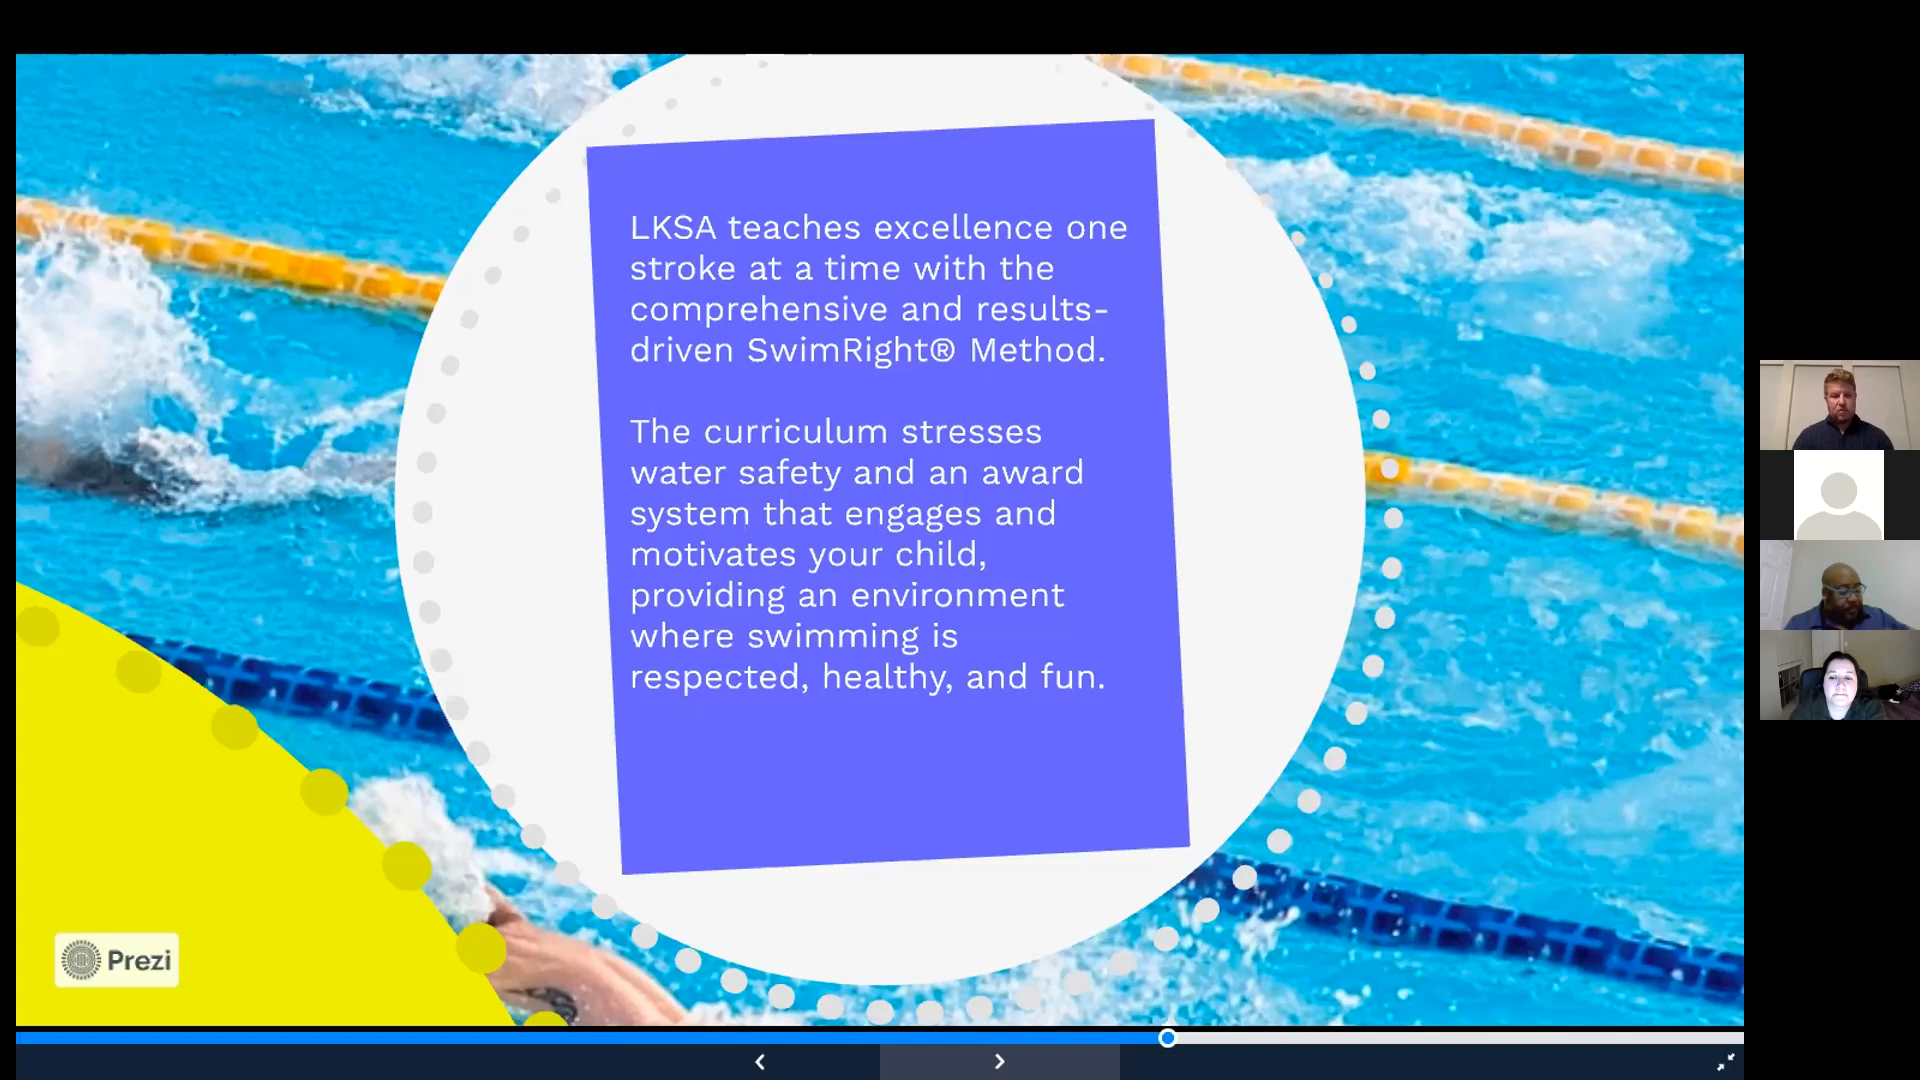 LKSA teaches excellence one
stroke at a time with the
comprehensive and results-
driven SwimRight® Method.
The curriculum stresses
water safety and an award
system that engages and
motivates your child,
providing an environment
where swimming is
respected, healthy, and fun.
Prezi